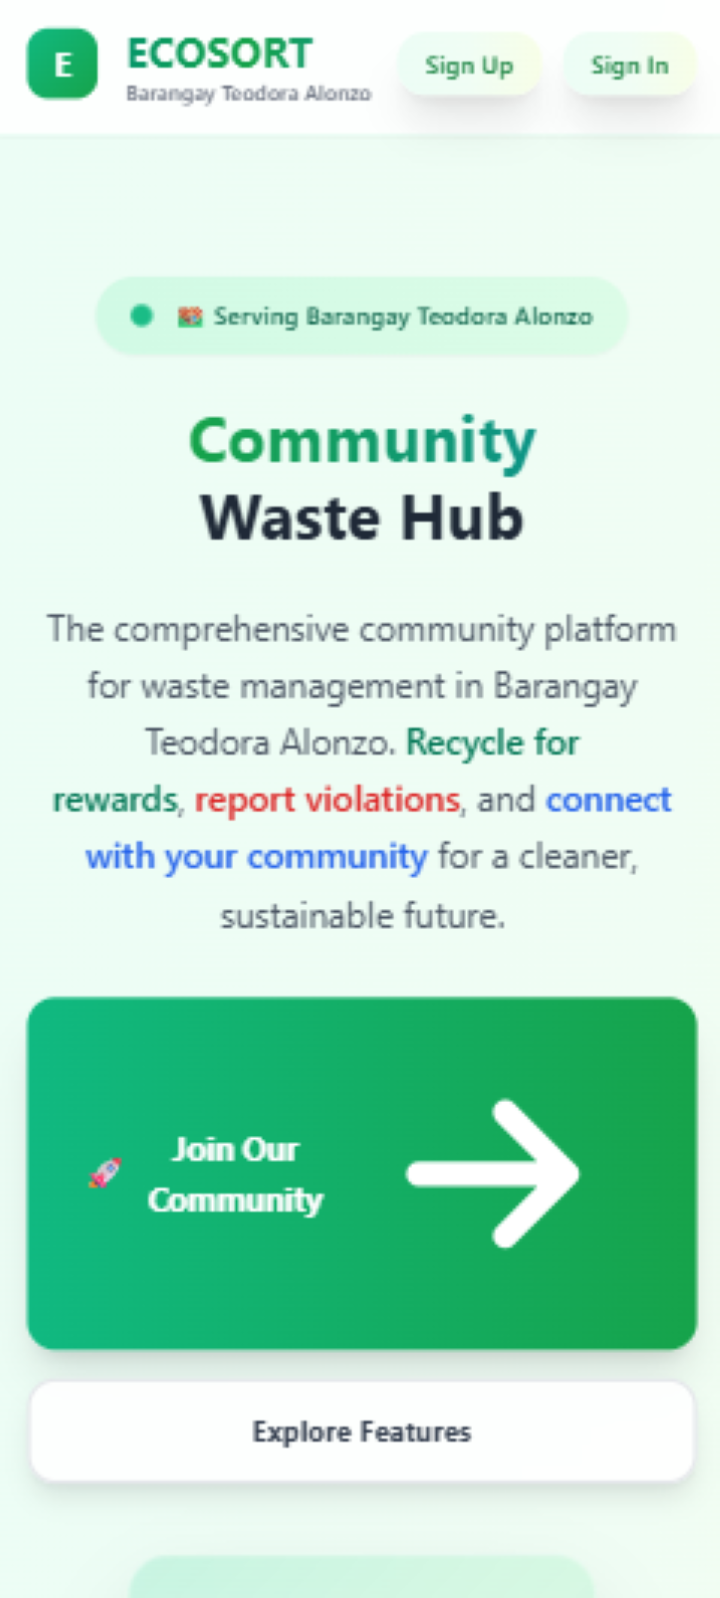 E
ECOSORT
Barangay Teodora Alonzo
Sign Up
Sign In
Serving Barangay Teodora Alonzo
Community
Waste Hub
The comprehensive community platform
for waste management in Barangay
Teodora Alonzo. Recycle for
rewards, report violations, and connect
with your community for a cleaner,
sustainable future.
Join Our
Community
Explore Features